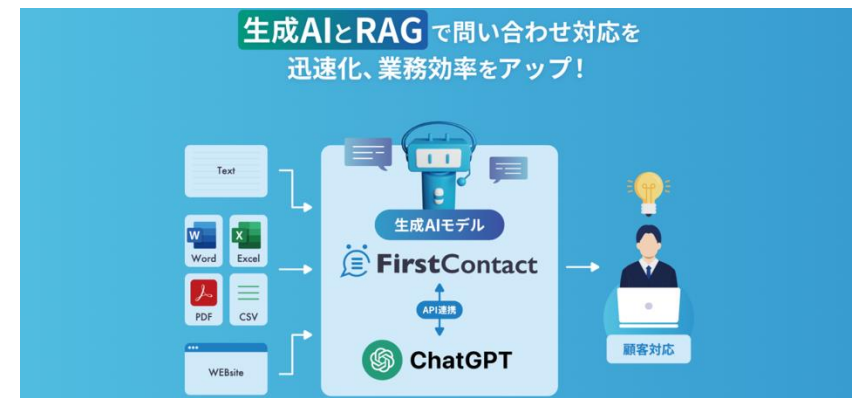 生成AIとRAGで問い合わせ対応を
迅速化、業務効率をアップ！
Text
W
X
Word
Excel
PDF
CSV
WEBsite
生成AIモデル
FirstContact
API連携
ChatGPT
顧客対応